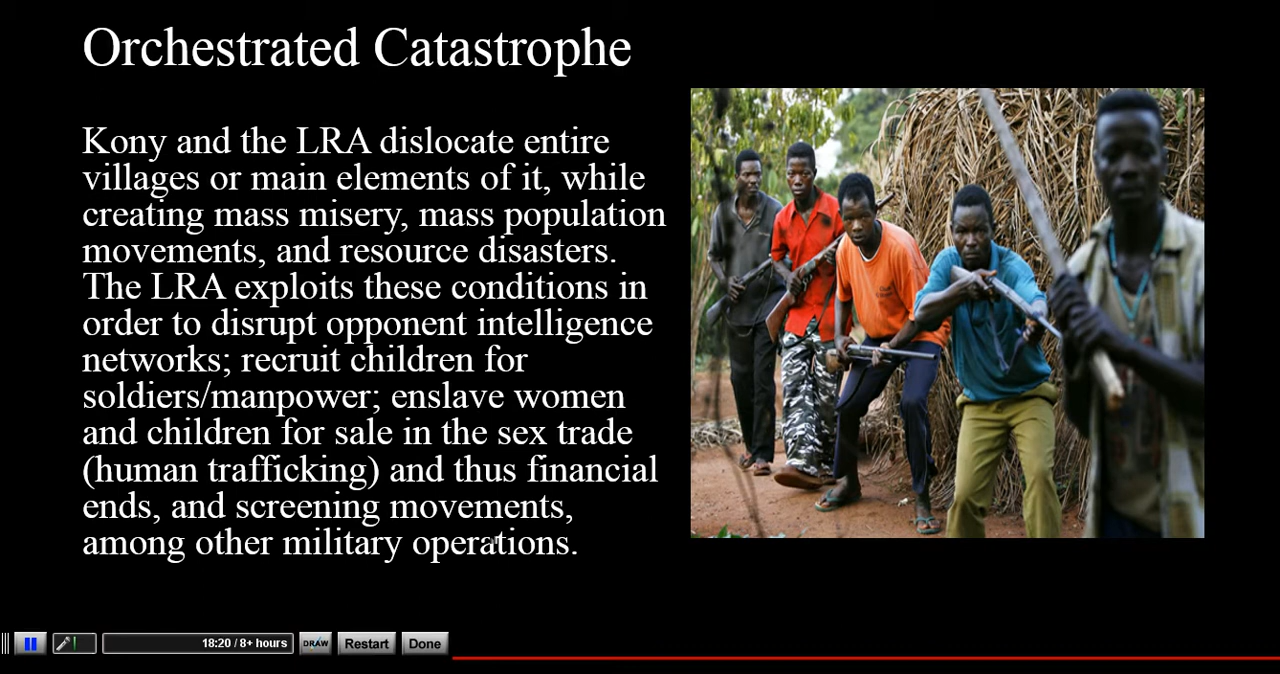 Orchestrated Catastrophe
Kony and the LRA dislocate entire
villages or main elements of it, while
creating mass misery, mass population
movements, and resource disasters.
The LRA exploits these conditions in
order to disrupt opponent intelligence
networks; recruit children for
soldiers/manpower; enslave women
and children for sale in the sex trade
(human trafficking) and thus financial
ends, and screening movements,
among other military operations.
18:20 / 8+ hours
DRAW
Restart
Done